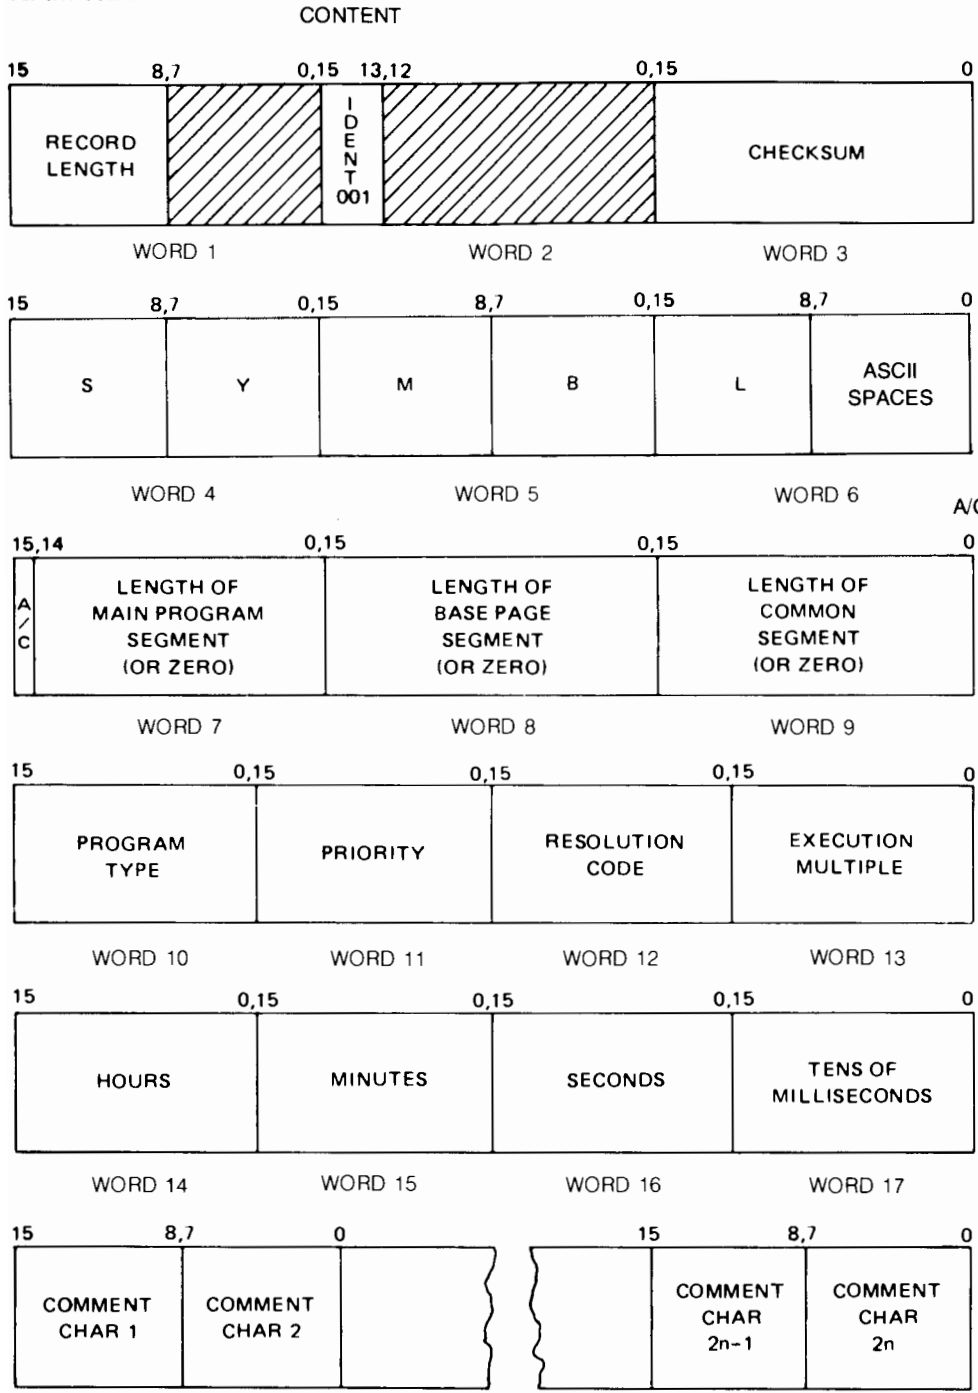 CONTENT
15 8,7 0,15 13,12 0,15 0
RECORD LENGTH
IDENT 001
CHECKSUM
WORD 1 WORD 2 WORD 3
15 8,7 0,15 8,7 0,15 8,7 0
S Y M B L ASCII SPACES
WORD 4 WORD 5 WORD 6
15,14 0,15 0,15 0
A/C
LENGTH OF MAIN PROGRAM SEGMENT (OR ZERO)
LENGTH OF BASE PAGE SEGMENT (OR ZERO)
LENGTH OF COMMON SEGMENT (OR ZERO)
WORD 7 WORD 8 WORD 9
15 0,15 0,15 0,15 0
PROGRAM TYPE
PRIORITY
RESOLUTION CODE
EXECUTION MULTIPLE
WORD 10 WORD 11 WORD 12 WORD 13
15 0,15 0,15 0,15 0
HOURS
MINUTES
SECONDS
TENS OF MILLISECONDS
WORD 14 WORD 15 WORD 16 WORD 17
15 8,7 0 15 8,7 0
COMMENT CHAR 1
COMMENT CHAR 2
COMMENT CHAR 2n-1
COMMENT CHAR 2n